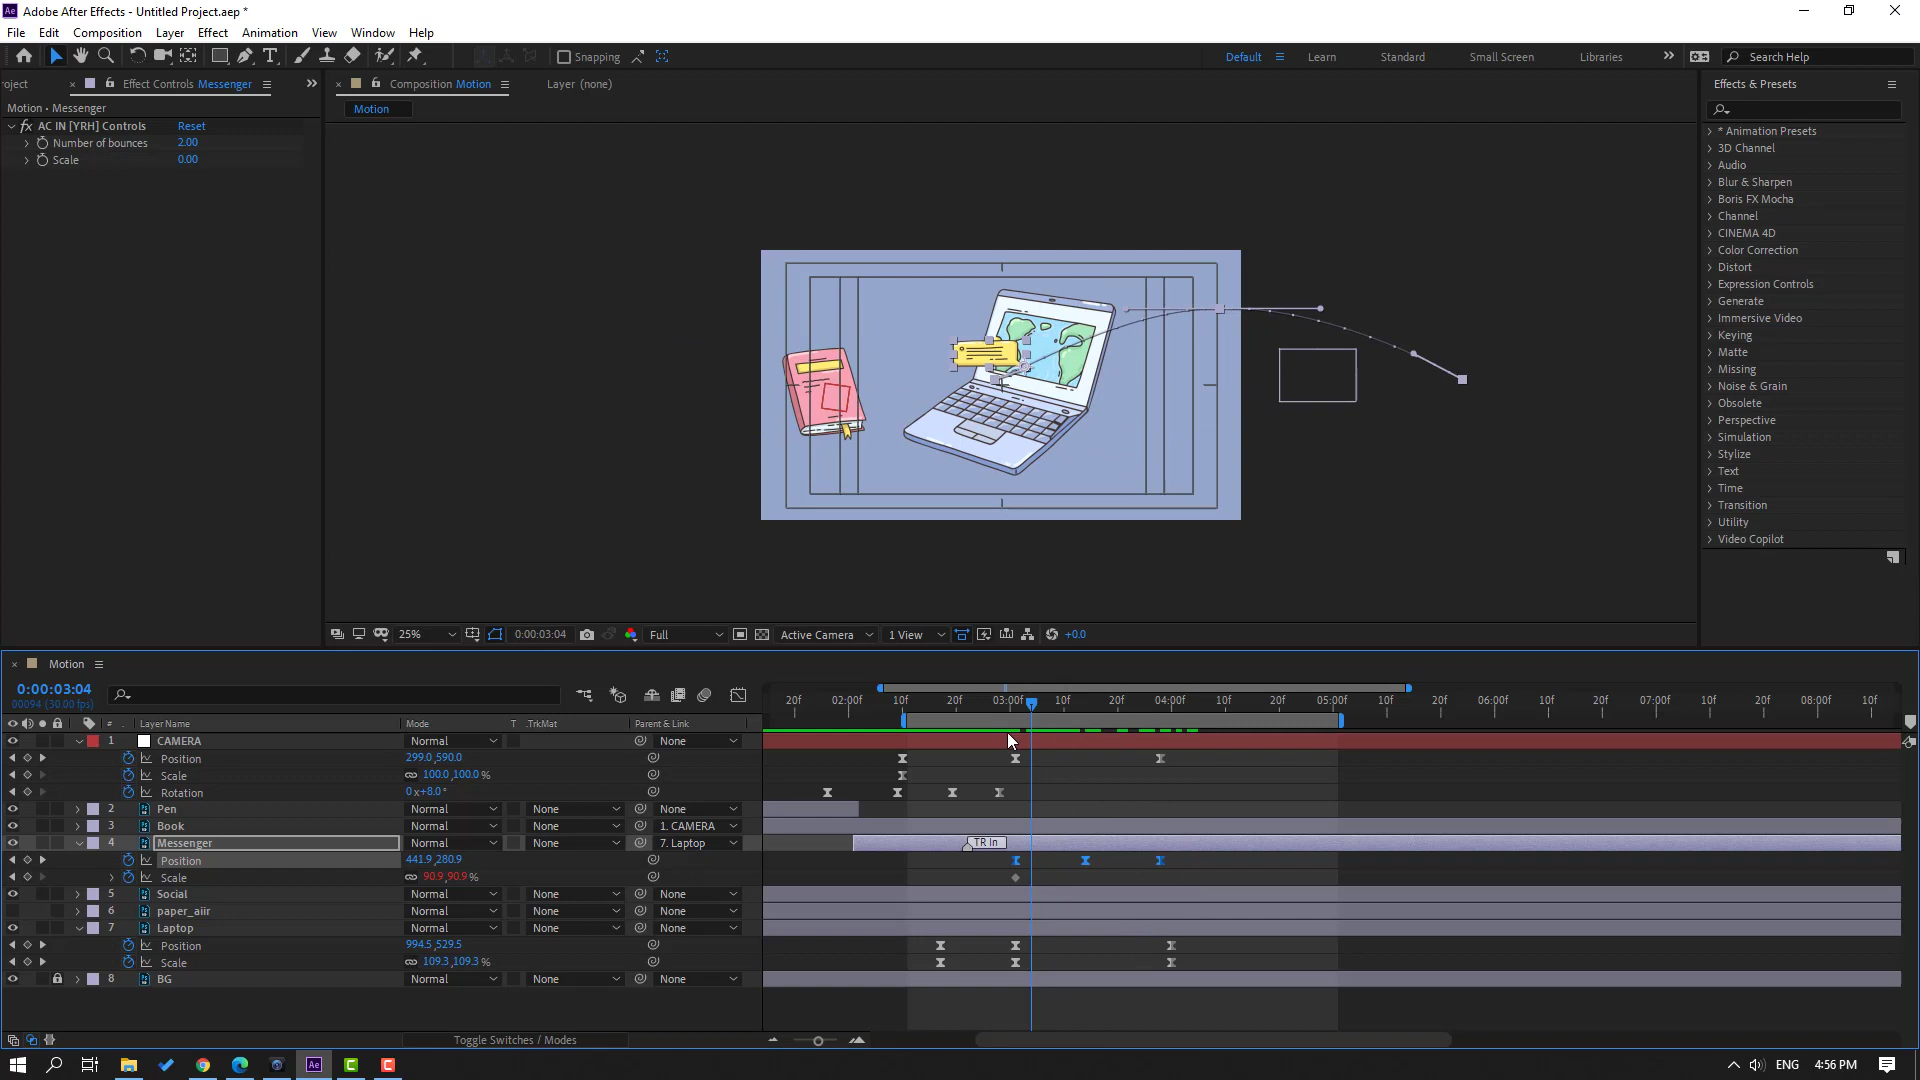 Adobe After Effects - Untitled Project.aep *
File Edit Composition Layer Effect Animation View Window Help
Snapping
Default Learn Standard Small Screen Libraries Search Help
roject Effect Controls Messenger
Composition Motion Layer (none)
Effects & Presets
Motion • Messenger
Motion
fx AC IN [YRH] Controls Reset
Number of bounces 2.00
Scale 0.00
* Animation Presets
3D Channel
Audio
Blur & Sharpen
Boris FX Mocha
Channel
CINEMA 4D
Color Correction
Distort
Expression Controls
Generate
Immersive Video
Keying
Matte
Missing
Noise & Grain
Obsolete
Perspective
Simulation
Stylize
Text
Time
Transition
Utility
Video Copilot
25% 0:00:03:04 Full Active Camera 1 View +0.0
Motion
0:00:03:04
00094 (30.00 fps)
20f 02:00f 10f 20f 03:00f 10f 20f 04:00f 10f 20f 05:00f 10f 20f 06:00f 10f 20f 07:00f 10f 20f 08:00f 10f
# Layer Name Mode T .TrkMat Parent & Link
1 CAMERA Normal None
Position 299.0,590.0
Scale 100.0,100.0 %
Rotation 0x+8.0°
2 Pen Normal None None
3 Book Normal None 1. CAMERA
4 Messenger Normal None 7. Laptop TR In
Position 441.9,280.9
Scale 90.9,90.9 %
5 Social Normal None None
6 paper_aiir Normal None None
7 Laptop Normal None None
Position 994.5,529.5
Scale 109.3,109.3 %
8 BG Normal None None
Toggle Switches / Modes
Ae ENG 4:56 PM